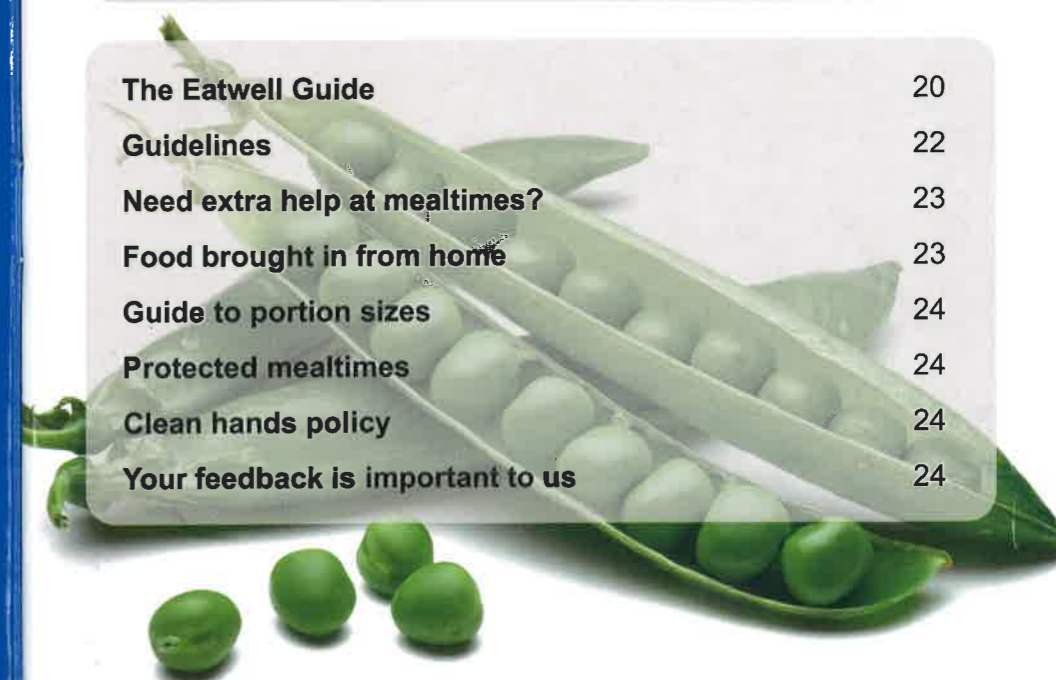 The Eatwell Guide 20
Guidelines 22
Need extra help at mealtimes? 23
Food brought in from home 23
Guide to portion sizes 24
Protected mealtimes 24
Clean hands policy 24
Your feedback is important to us 24